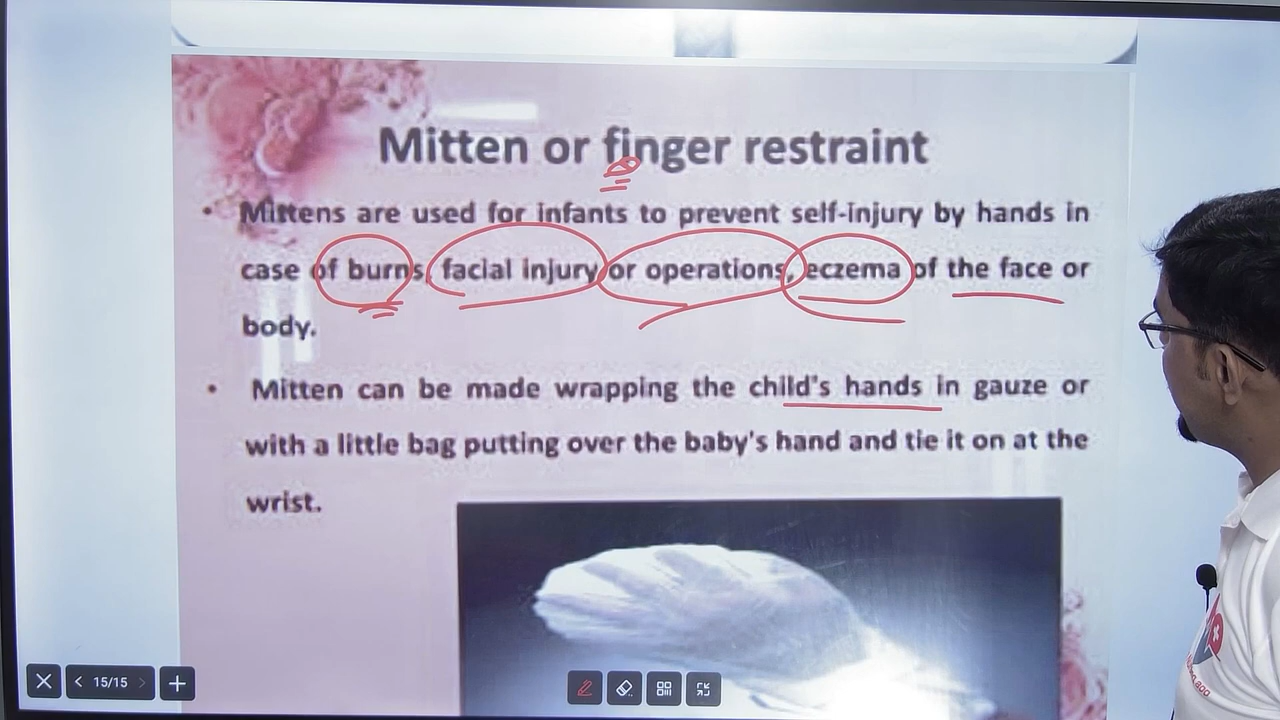 Mitten or finger restraint
• Mittens are used for infants to prevent self-injury by hands in
case of burns, facial injury or operations, eczema of the face or
body.
• Mitten can be made wrapping the child's hands in gauze or
with a little bag putting over the baby's hand and tie it on at the
wrist.
15/15